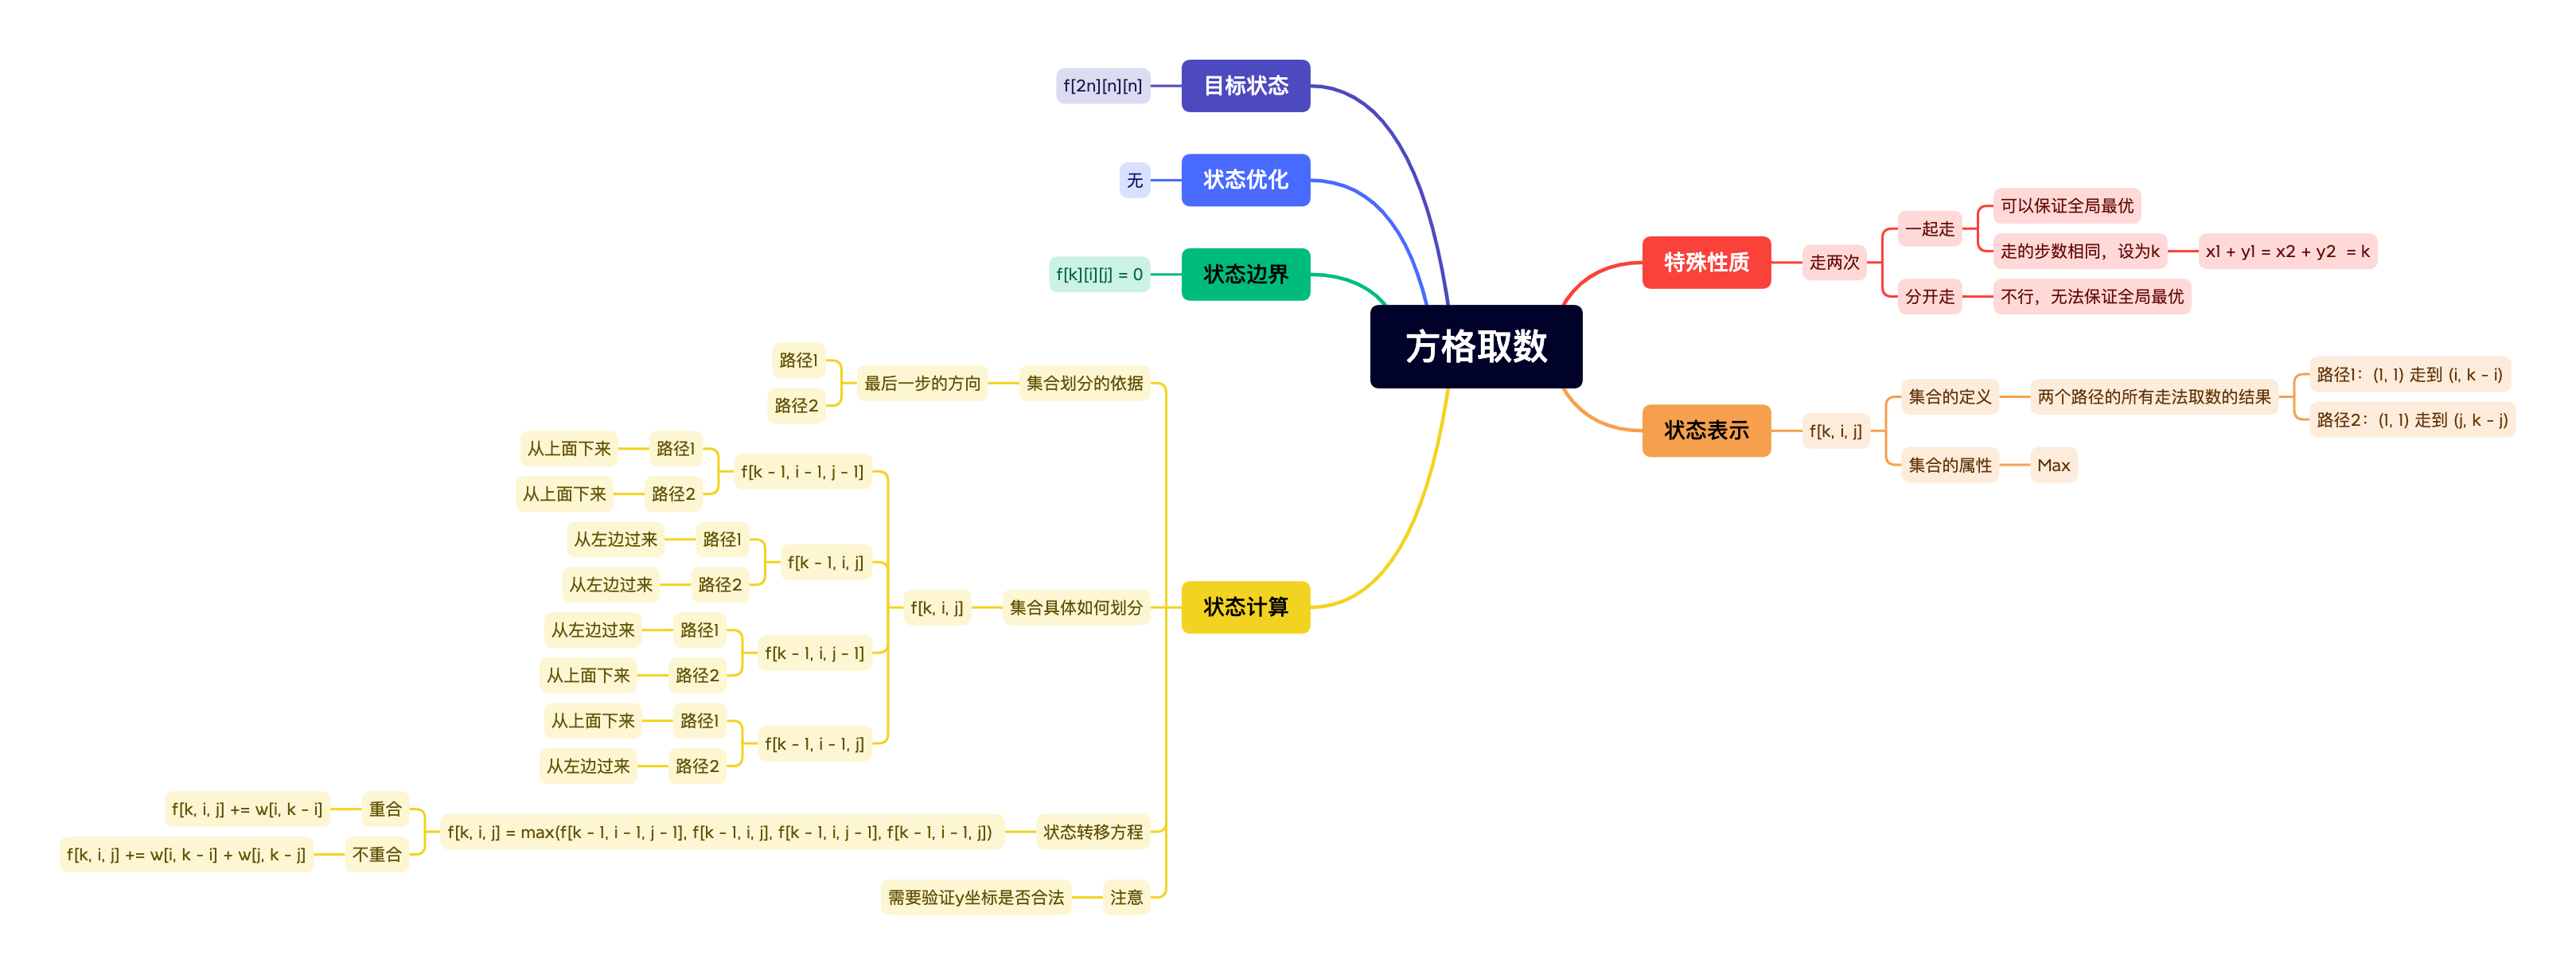 方格取数
特殊性质
走两次
一起走
可以保证全局最优
走的步数相同，设为k
x1 + y1 = x2 + y2 = k
分开走
不行，无法保证全局最优
状态表示
f[k, i, j]
集合的定义
两个路径的所有走法取数的结果
路径1：(1, 1) 走到 (i, k - i)
路径2：(1, 1) 走到 (j, k - j)
集合的属性
Max
目标状态
f[2n][n][n]
状态优化
无
状态边界
f[k][i][j] = 0
状态计算
集合划分的依据
最后一步的方向
路径1
路径2
集合具体如何划分
f[k, i, j]
f[k - 1, i - 1, j - 1]
路径1
从上面下来
路径2
从上面下来
f[k - 1, i, j]
路径1
从左边过来
路径2
从左边过来
f[k - 1, i, j - 1]
路径1
从左边过来
路径2
从上面下来
f[k - 1, i - 1, j]
路径1
从上面下来
路径2
从左边过来
状态转移方程
f[k, i, j] = max(f[k - 1, i - 1, j - 1], f[k - 1, i, j], f[k - 1, i, j - 1], f[k - 1, i - 1, j])
重合
f[k, i, j] += w[i, k - i]
不重合
f[k, i, j] += w[i, k - i] + w[j, k - j]
注意
需要验证y坐标是否合法